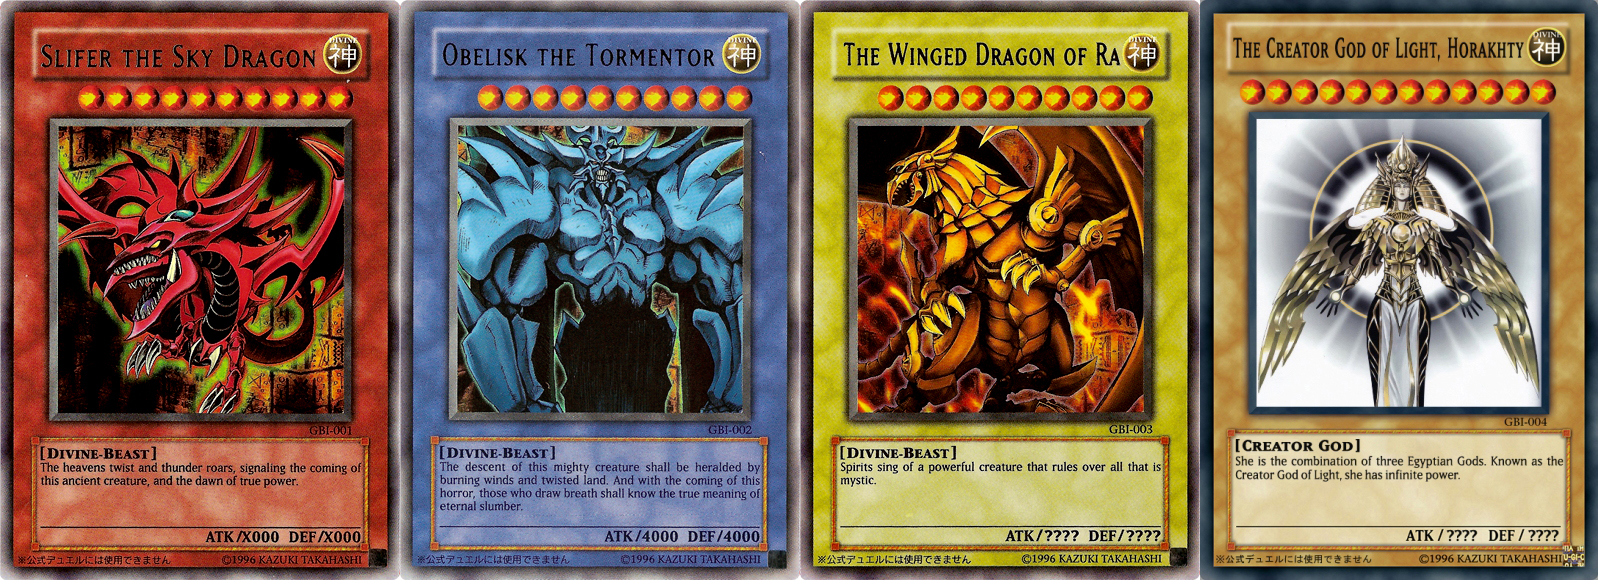 SLIFER THE SKY DRAGON
DIVINE
神
GBI-001
[DIVINE-BEAST]
The heavens twist and thunder roars, signaling the coming of
this ancient creature, and the dawn of true power.
ATK/X000 DEF/X000
※公式デュエルには使用できません ©1996 KAZUKI TAKAHASHI
OBELISK THE TORMENTOR
DIVINE
神
GBI-002
[DIVINE-BEAST]
The descent of this mighty creature shall be heralded by
burning winds and twisted land. And with the coming of this
horror, those who draw breath shall know the true meaning of
eternal slumber.
ATK/4000 DEF/4000
※公式デュエルには使用できません ©1996 KAZUKI TAKAHASHI
THE WINGED DRAGON OF RA
DIVINE
神
GBI-003
[DIVINE-BEAST]
Spirits sing of a powerful creature that rules over all that is
mystic.
ATK/???? DEF/????
※公式デュエルには使用できません ©1996 KAZUKI TAKAHASHI
THE CREATOR GOD OF LIGHT, HORAKHTY
DIVINE
神
GBI-004
[CREATOR GOD]
She is the combination of three Egyptian Gods. Known as the
Creator God of Light, she has infinite power.
ATK / ???? DEF / ????
※公式デュエルには使用できません ©1996 KAZUKI TAKAHASHI